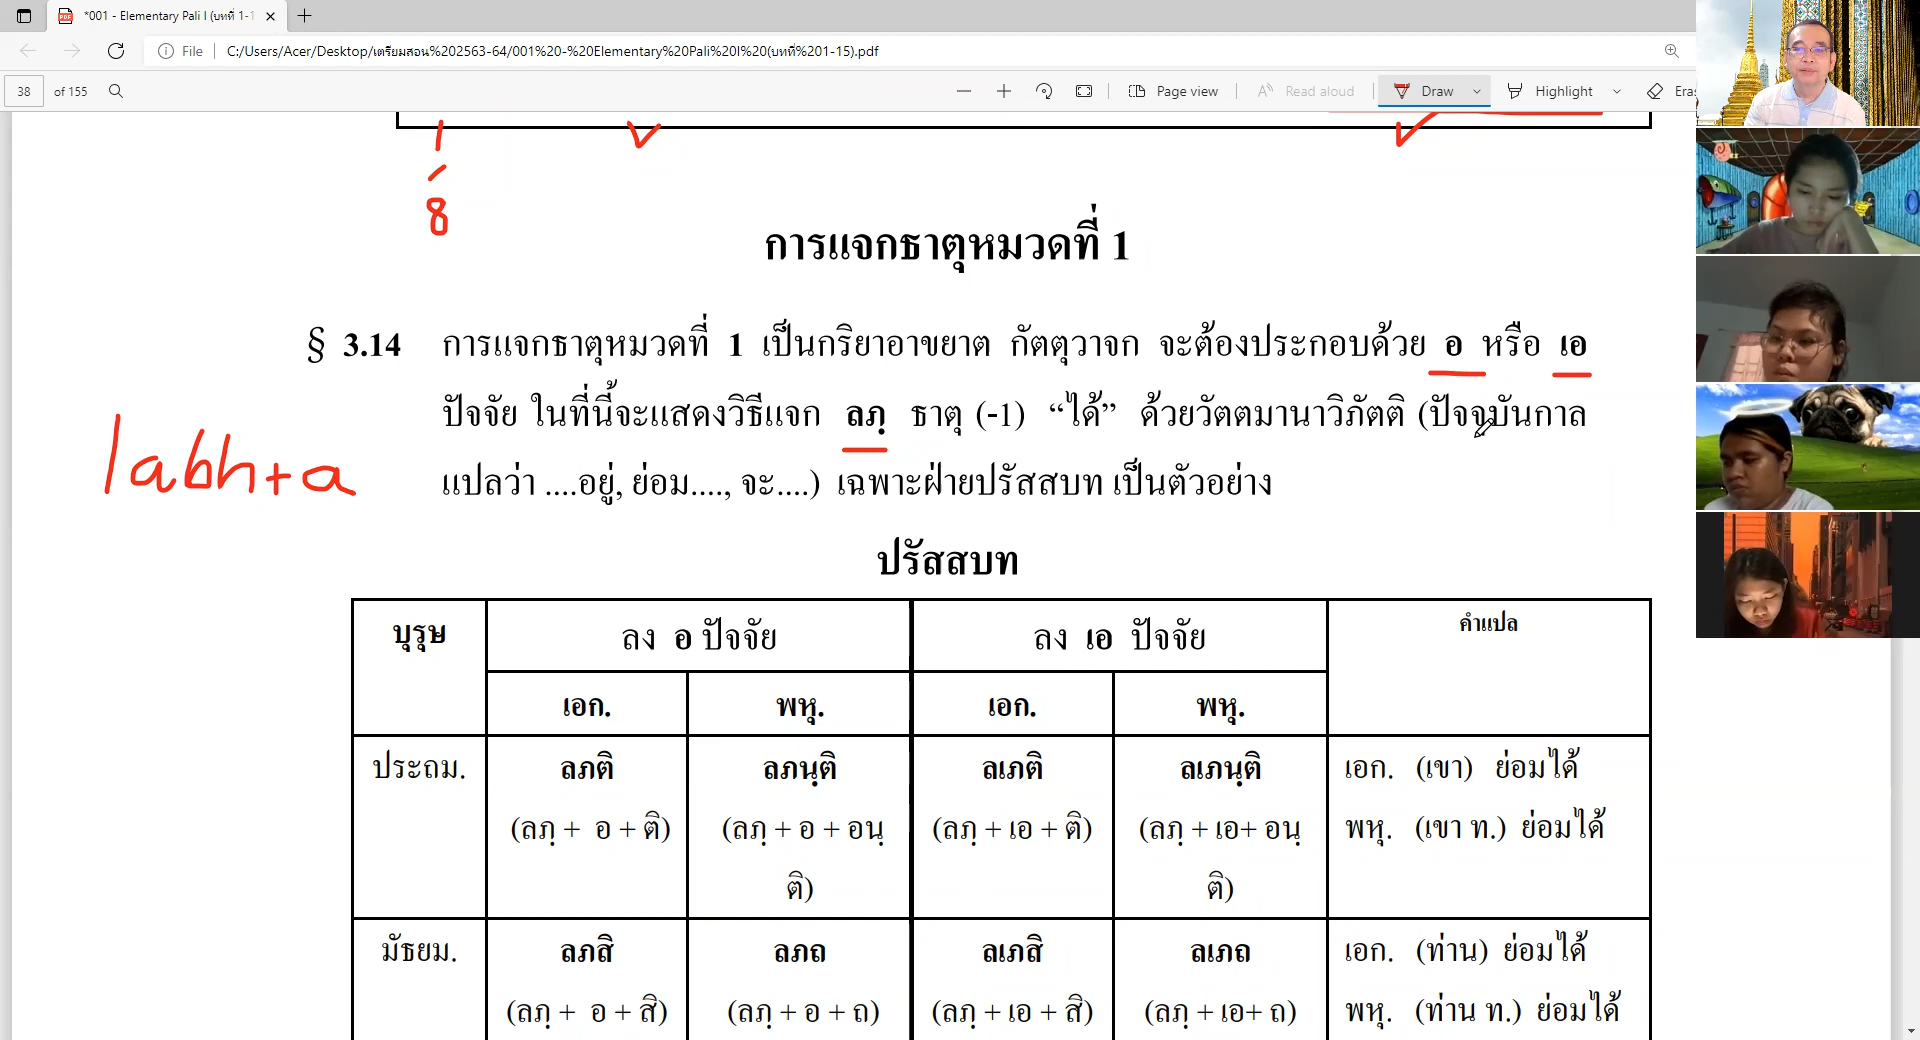 *001 - Elementary Pali I (บทที่ 1-1
File
C:/Users/Acer/Desktop/เตรียมสอน%202563-64/001%20-%20Elementary%20Pali%20I%20(บทที่%201-15).pdf
38 of 155
Page view
Read aloud
Draw
Highlight
Eras
8
การแจกธาตุหมวดที่ 1
§ 3.14 การแจกธาตุหมวดที่ 1 เป็นกริยาอาขยาต กัตตุวาจก จะต้องประกอบด้วย อ หรือ เอ
ปัจจัย ในที่นี้จะแสดงวิธีแจก ลภฺ ธาตุ (-1) “ได้” ด้วยวัตตมานาวิภัตติ (ปัจจุบันกาล
labh+a
แปลว่า ....อยู่, ย่อม...., จะ....) เฉพาะฝ่ายปรัสสบท เป็นตัวอย่าง
ปรัสสบท
บุรุษ ลง อ ปัจจัย ลง เอ ปัจจัย คำแปล
เอก. พหุ. เอก. พหุ.
ประถม. ลภติ ลภนฺติ ลเภติ ลเภนฺติ เอก. (เขา) ย่อมได้
(ลภฺ + อ + ติ) (ลภฺ + อ + อนฺ (ลภฺ + เอ + ติ) (ลภฺ + เอ+ อนฺ พหุ. (เขา ท.) ย่อมได้
ติ) ติ)
มัธยม. ลภสิ ลภถ ลเภสิ ลเภถ เอก. (ท่าน) ย่อมได้
(ลภฺ + อ + สิ) (ลภฺ + อ + ถ) (ลภฺ + เอ + สิ) (ลภฺ + เอ+ ถ) พหุ. (ท่าน ท.) ย่อมได้